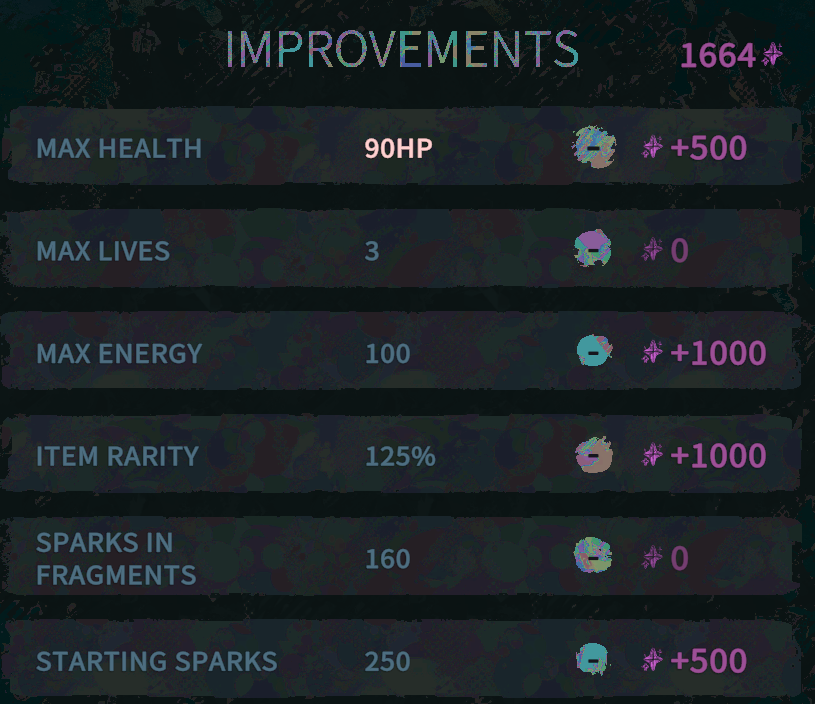 IMPROVEMENTS
1664
MAX HEALTH 90HP - +500
MAX LIVES 3 - 0
MAX ENERGY 100 - +1000
ITEM RARITY 125% - +1000
SPARKS IN
FRAGMENTS 160 - 0
STARTING SPARKS 250 - +500